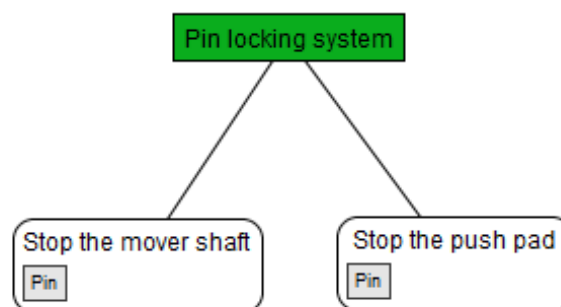 Pin locking system
Stop the mover shaft
Pin
Stop the push pad
Pin